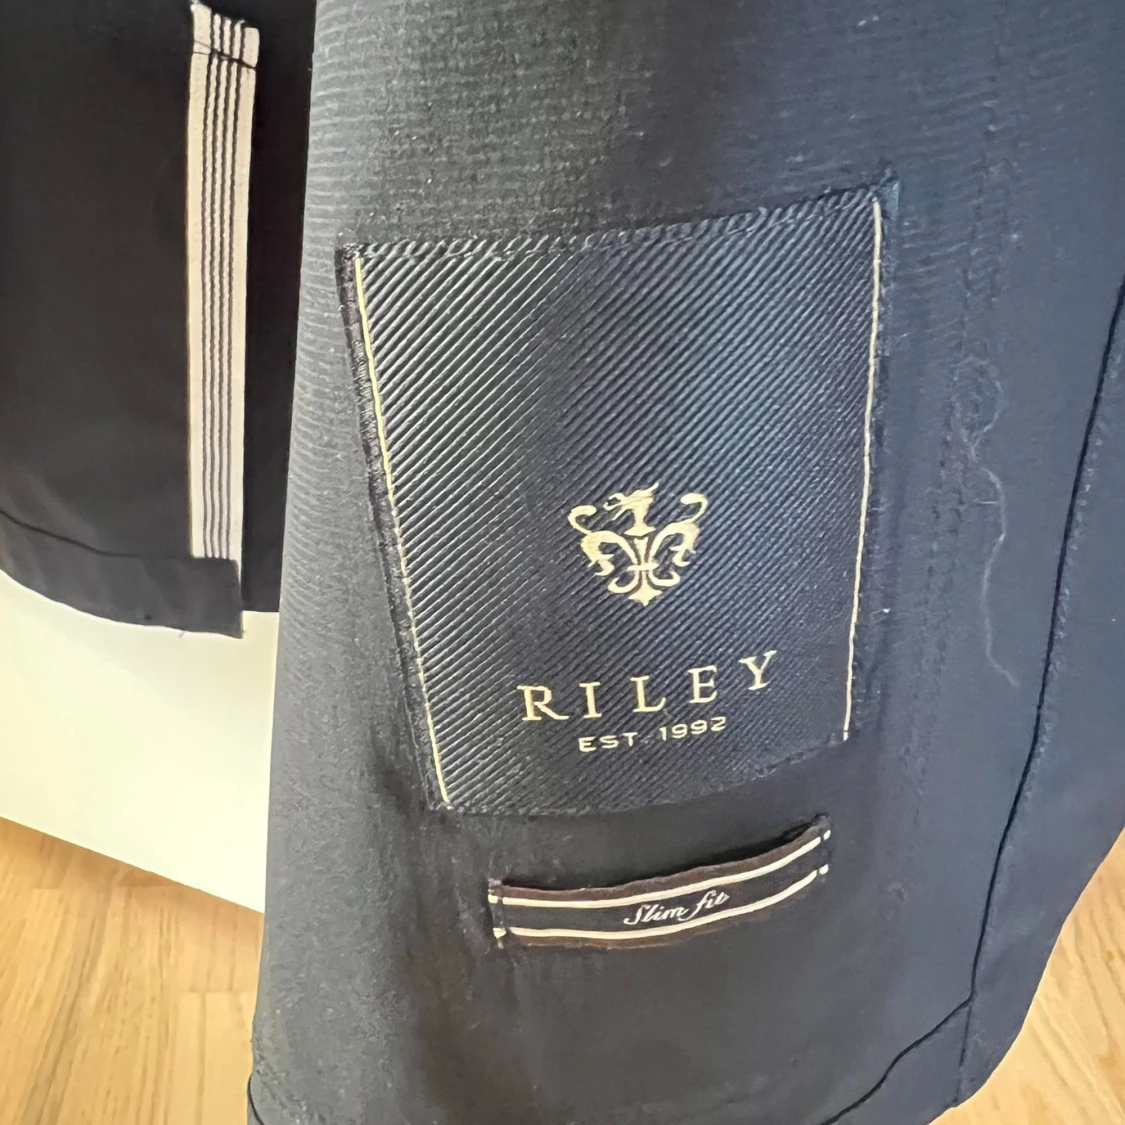 RILEY
EST. 1992
Slim fit